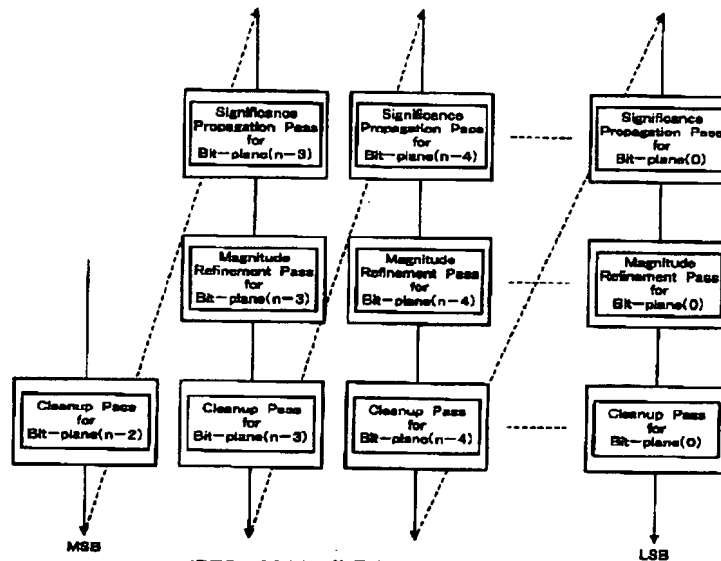 Significance
Propagation Pass
for
Bit-plane(n-3)
Significance
Propagation Pass
for
Bit-plane(n-4)
Significance
Propagation Pass
for
Bit-plane(0)
Magnitude
Refinement Pass
for
Bit-plane(n-3)
Magnitude
Refinement Pass
for
Bit-plane(n-4)
Magnitude
Refinement Pass
for
Bit-plane(0)
Cleanup Pass
for
Bit-plane(n-2)
Cleanup Pass
for
Bit-plane(n-3)
Cleanup Pass
for
Bit-plane(n-4)
Cleanup Pass
for
Bit-plane(0)
MSB
LSB